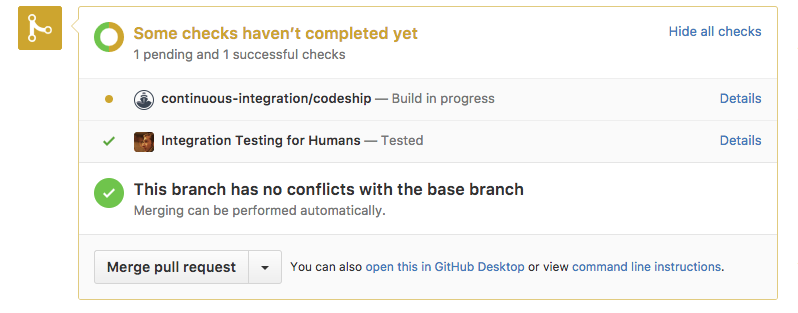 Some checks haven’t completed yet
Hide all checks
1 pending and 1 successful checks
continuous-integration/codeship — Build in progress
Details
Integration Testing for Humans — Tested
Details
This branch has no conflicts with the base branch
Merging can be performed automatically.
Merge pull request
You can also open this in GitHub Desktop or view command line instructions.